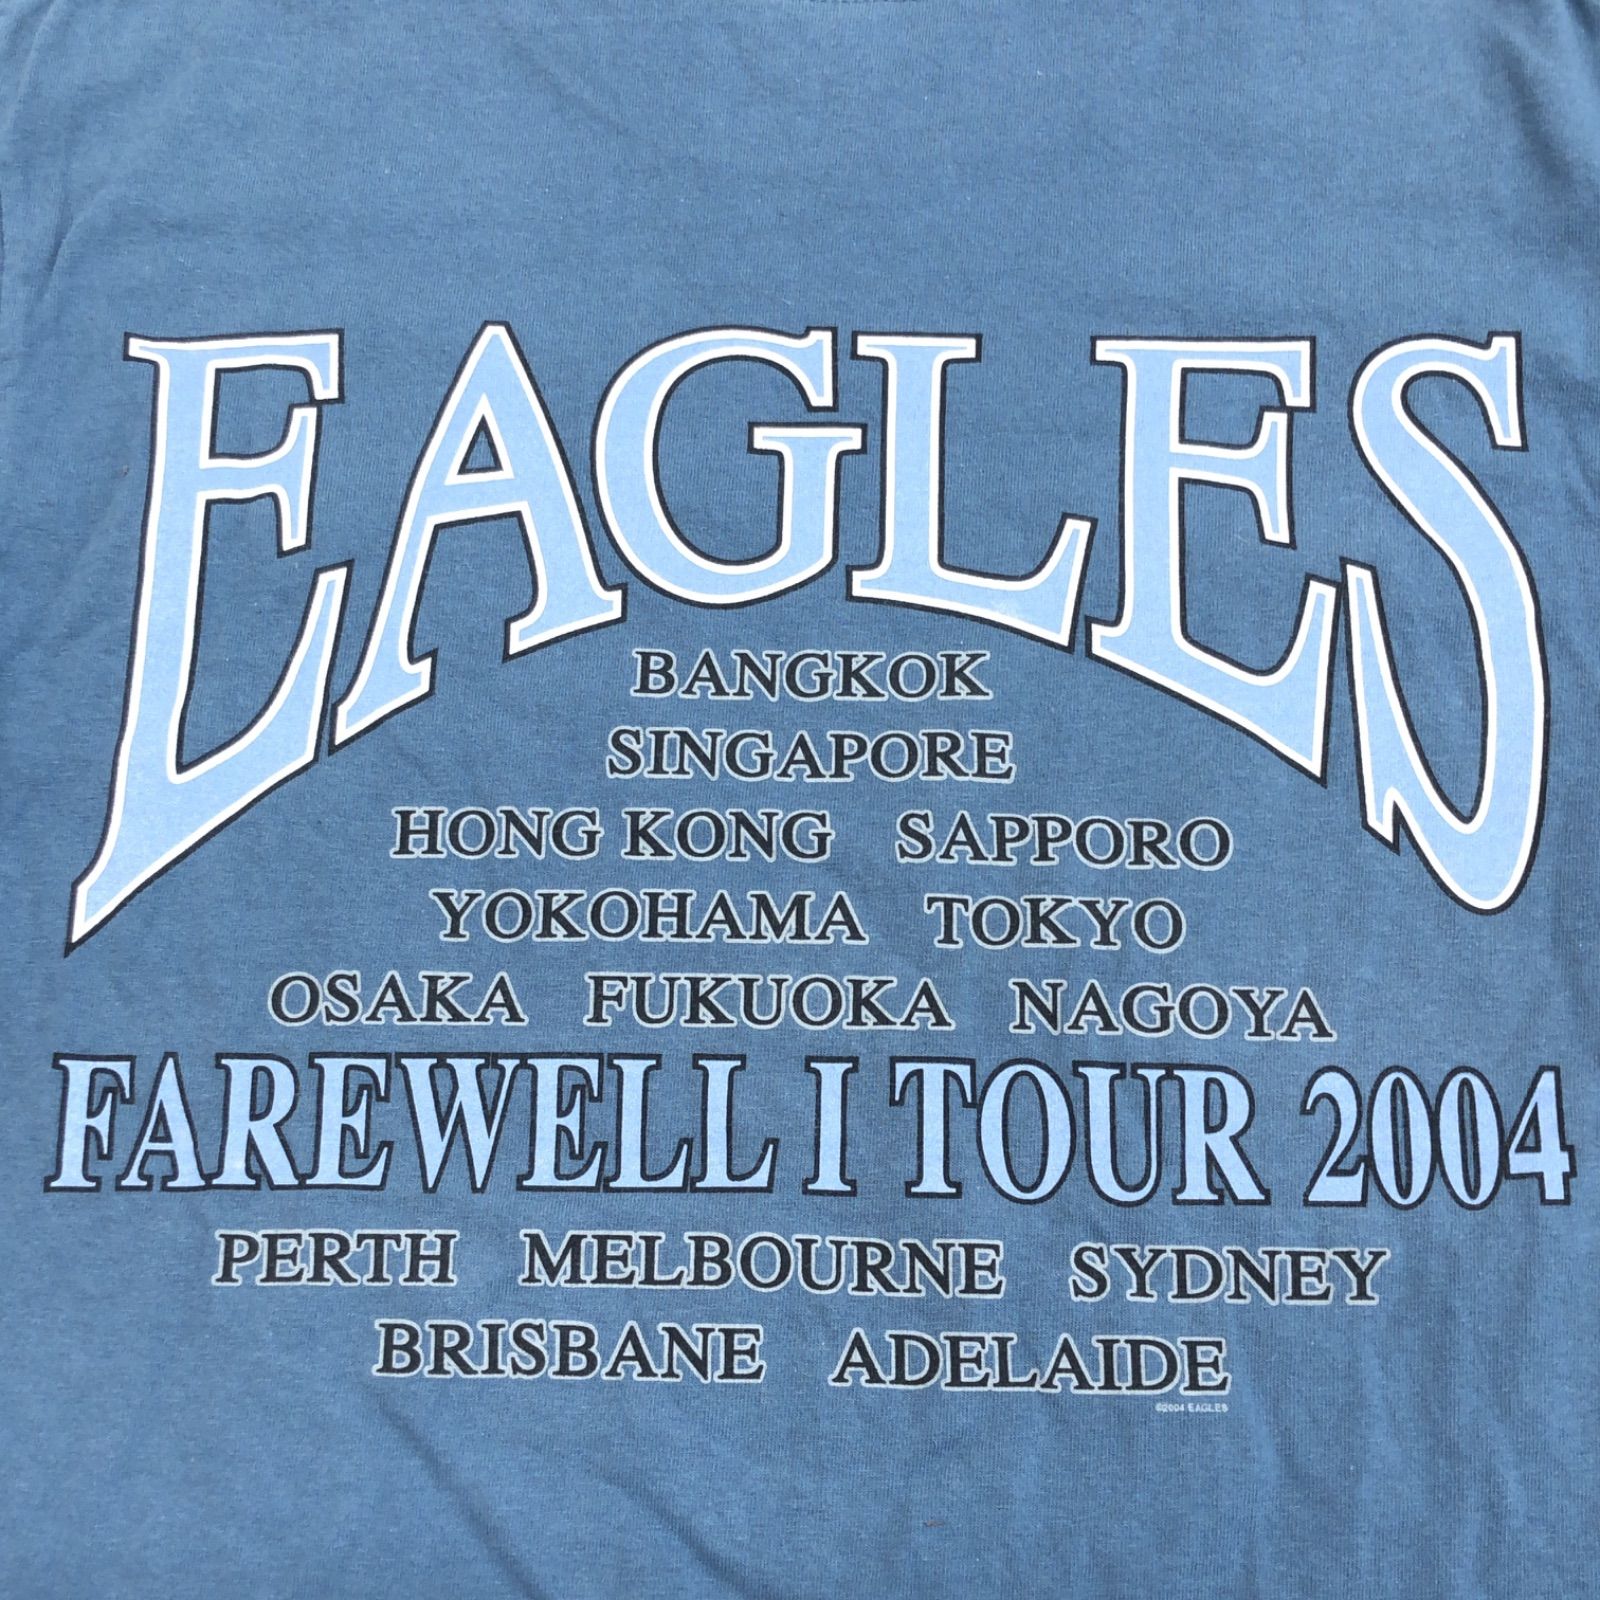 EAGLES
BANGKOK
SINGAPORE
HONG KONG SAPPORO
YOKOHAMA TOKYO
OSAKA FUKUOKA NAGOYA
FAREWELL I TOUR 2004
PERTH MELBOURNE SYDNEY
BRISBANE ADELAIDE
©2004 EAGLES